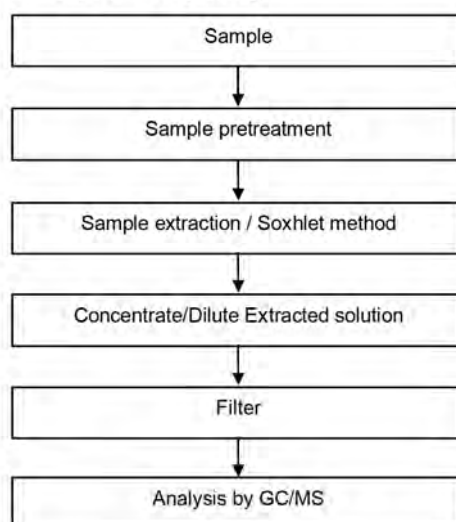 Sample
Sample pretreatment
Sample extraction / Soxhlet method
Concentrate/Dilute Extracted solution
Filter
Analysis by GC/MS